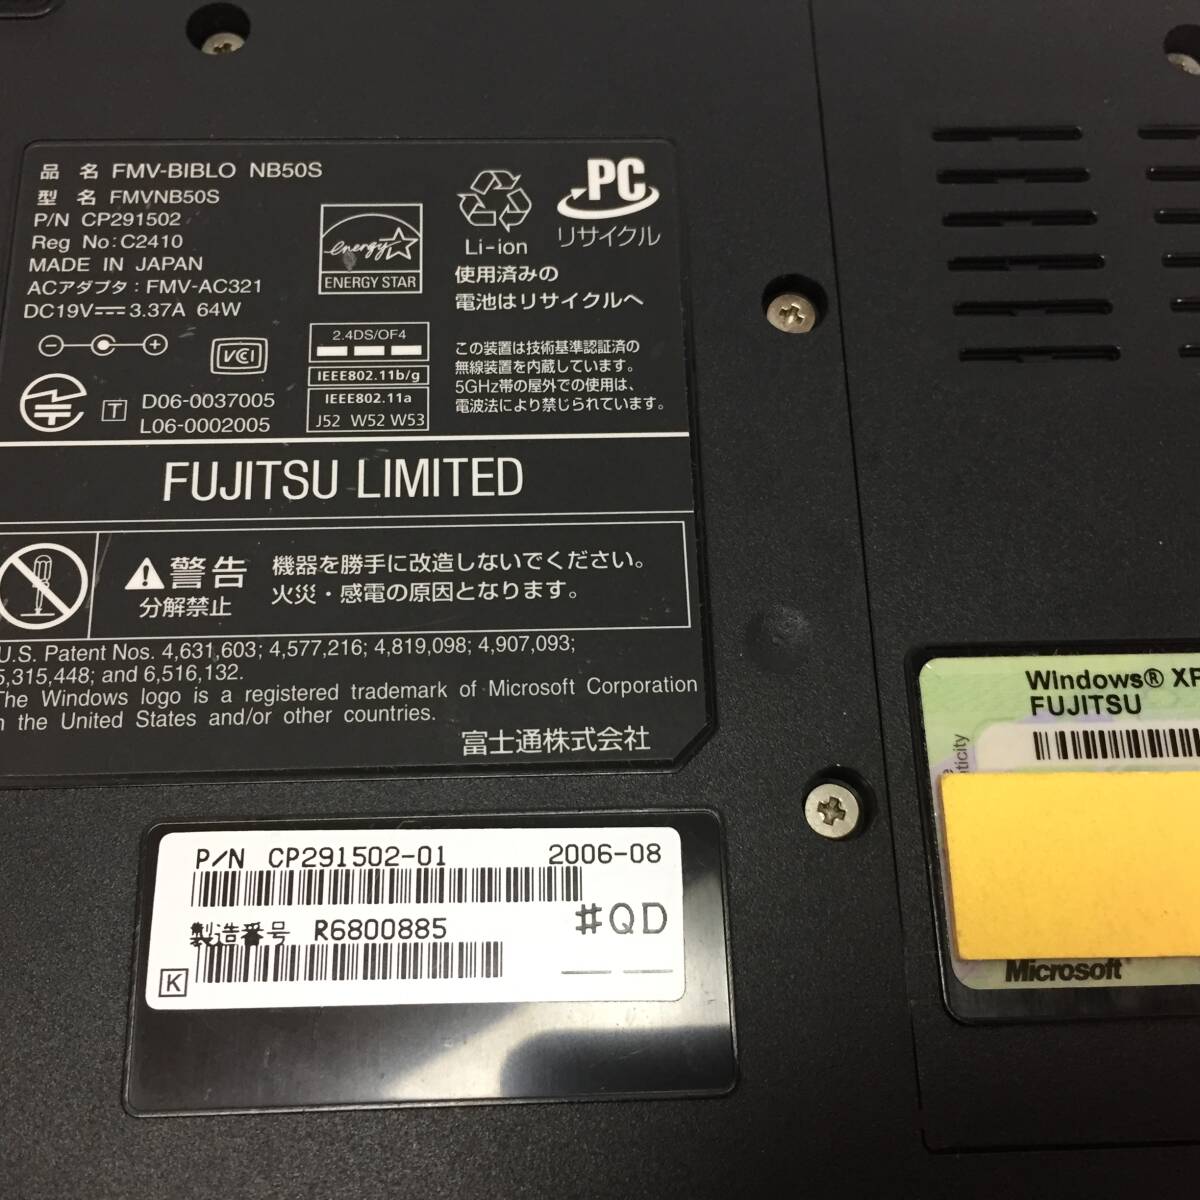 品 名 FMV-BIBLO NB50S
型 名 FMVNB50S
P/N CP291502
Reg No:C2410
MADE IN JAPAN
ACアダプタ : FMV-AC321
DC19V 3.37A 64W
VCI
T
D06-0037005
L06-0002005
energy
ENERGY STAR
2.4DS/OF4
IEEE802.11b/g
IEEE802.11a
J52 W52 W53
Li-ion
PC
リサイクル
使用済みの
電池はリサイクルへ
この装置は技術基準認証済の
無線装置を内蔵しています。
5GHz帯の屋外での使用は、
電波法により禁じられています。
FUJITSU LIMITED
警告
分解禁止
機器を勝手に改造しないでください。
火災・感電の原因となります。
U.S. Patent Nos. 4,631,603; 4,577,216; 4,819,098; 4,907,093;
5,315,448; and 6,516,132.
The Windows logo is a registered trademark of Microsoft Corporation
in the United States and/or other countries.
富士通株式会社
P/N CP291502-01 2006-08
製造番号 R6800885
#QD
K
Windows® XP
FUJITSU
Microsoft